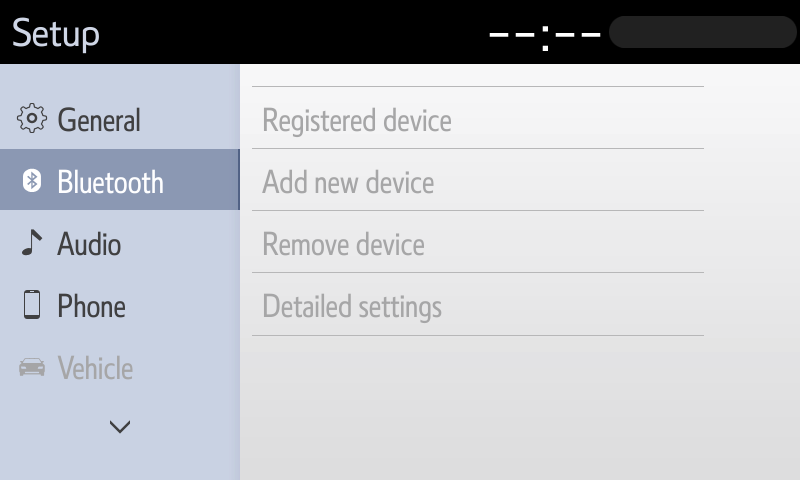 Setup
--:--
General
Bluetooth
Audio
Phone
Vehicle
Registered device
Add new device
Remove device
Detailed settings